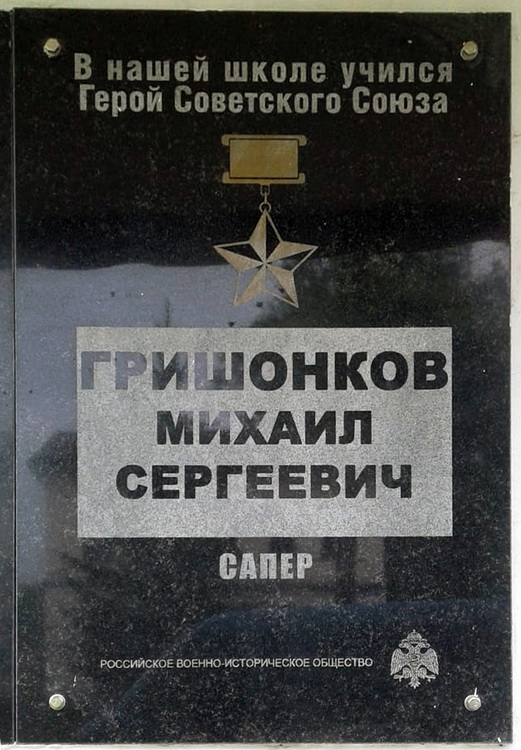 В нашей школе учился
Герой Советского Союза
ГРИШОНКОВ
МИХАИЛ
СЕРГЕЕВИЧ
САПЕР
РОССИЙСКОЕ ВОЕННО-ИСТОРИЧЕСКОЕ ОБЩЕСТВО